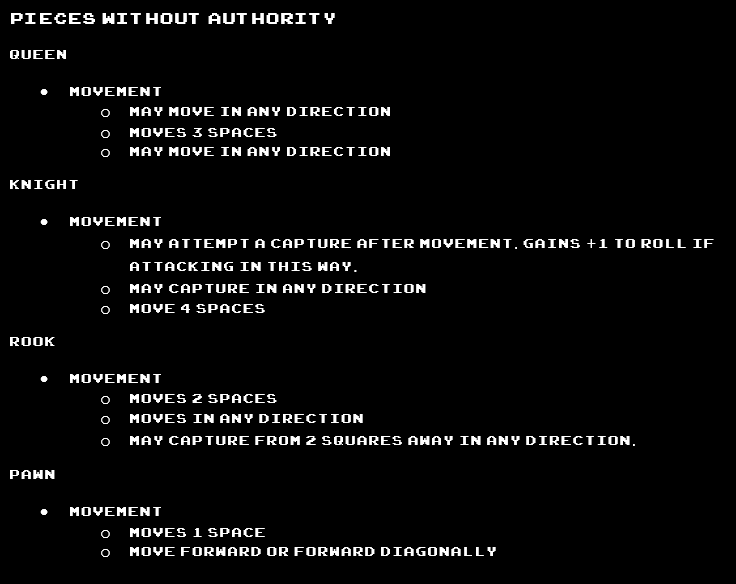 PIECES WITHOUT AUTHORITY
QUEEN
● MOVEMENT
○ MAY MOVE IN ANY DIRECTION
○ MOVES 3 SPACES
○ MAY MOVE IN ANY DIRECTION
KNIGHT
● MOVEMENT
○ MAY ATTEMPT A CAPTURE AFTER MOVEMENT. GAINS +1 TO ROLL IF
ATTACKING IN THIS WAY.
○ MAY CAPTURE IN ANY DIRECTION
○ MOVE 4 SPACES
ROOK
● MOVEMENT
○ MOVES 2 SPACES
○ MOVES IN ANY DIRECTION
○ MAY CAPTURE FROM 2 SQUARES AWAY IN ANY DIRECTION.
PAWN
● MOVEMENT
○ MOVES 1 SPACE
○ MOVE FORWARD OR FORWARD DIAGONALLY